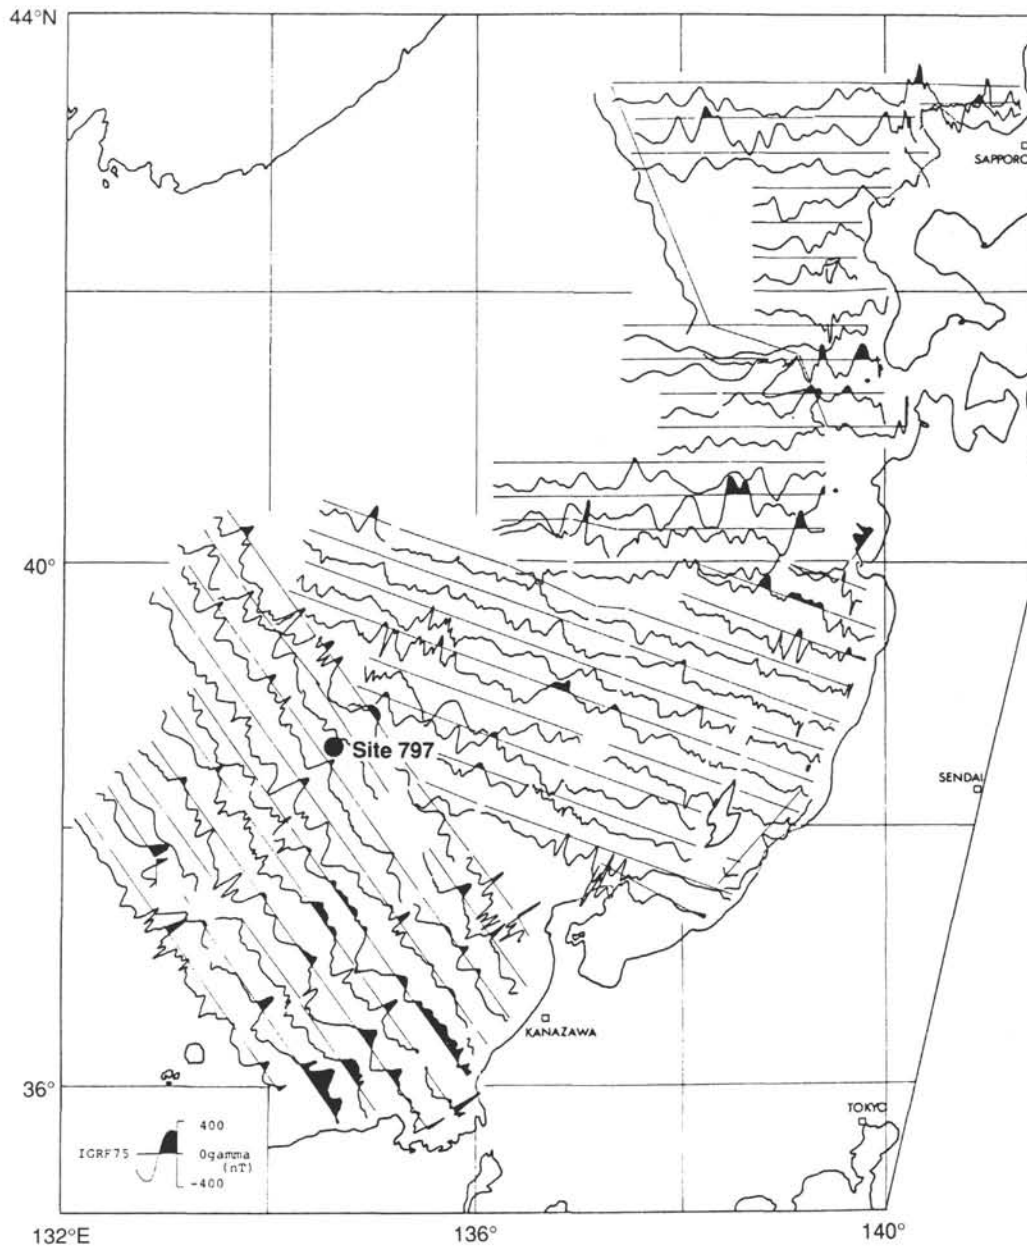 44°N
SAPPORO
40°
Site 797
SENDAI
KANAZAWA
36°
TOKYO
400
IGRF75 0gamma
(nT)
-400
132°E
136°
140°